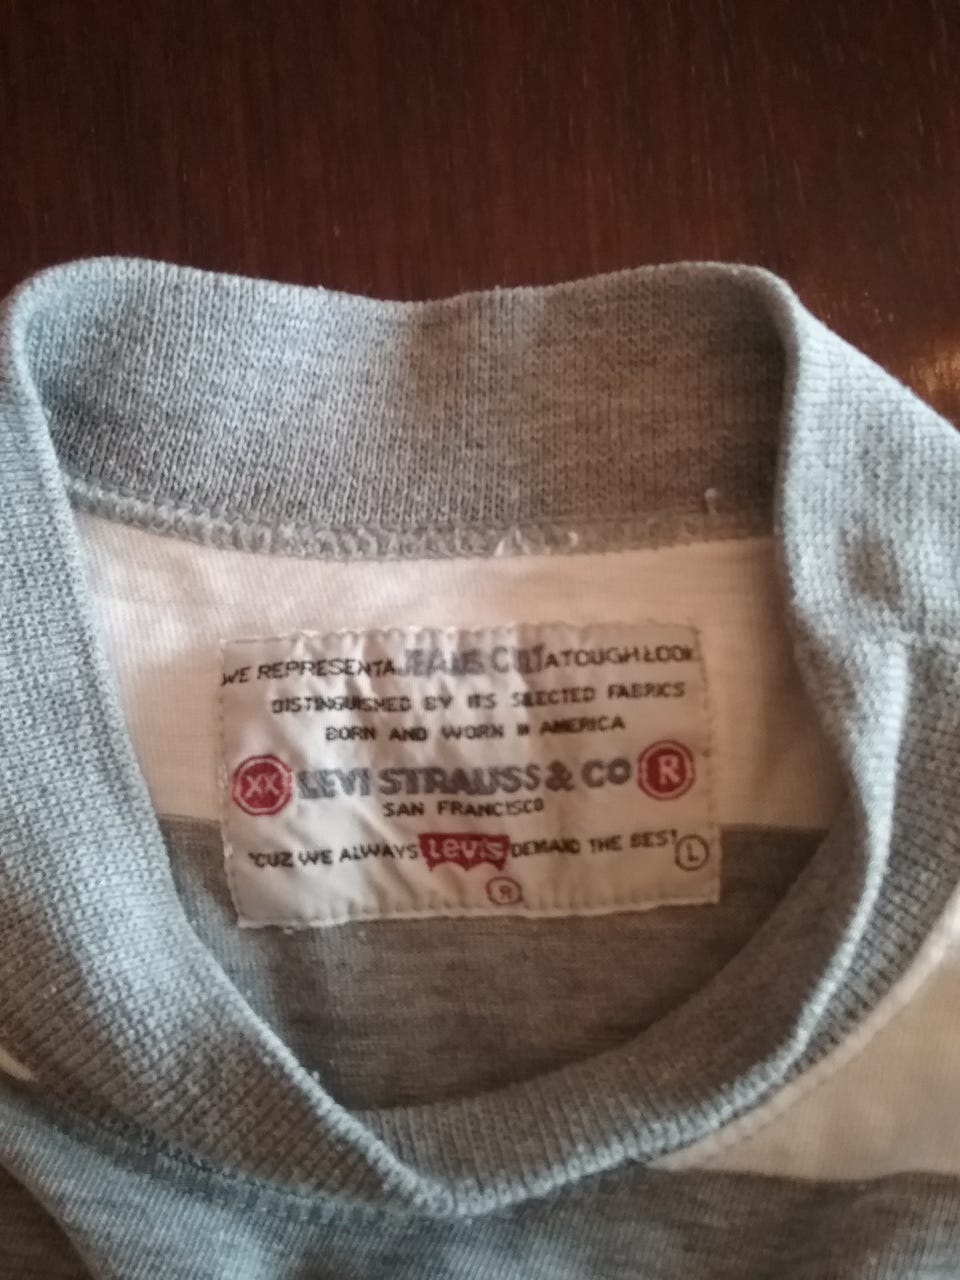 WE REPRESENT A JEANS CULT A TOUGH LOOK
DISTINGUISHED BY ITS SELECTED FABRICS
BORN AND WORN IN AMERICA
XX LEVI STRAUSS & CO R
SAN FRANCISCO
"CUZ WE ALWAYS Levi's DEMAND THE BEST" L
R